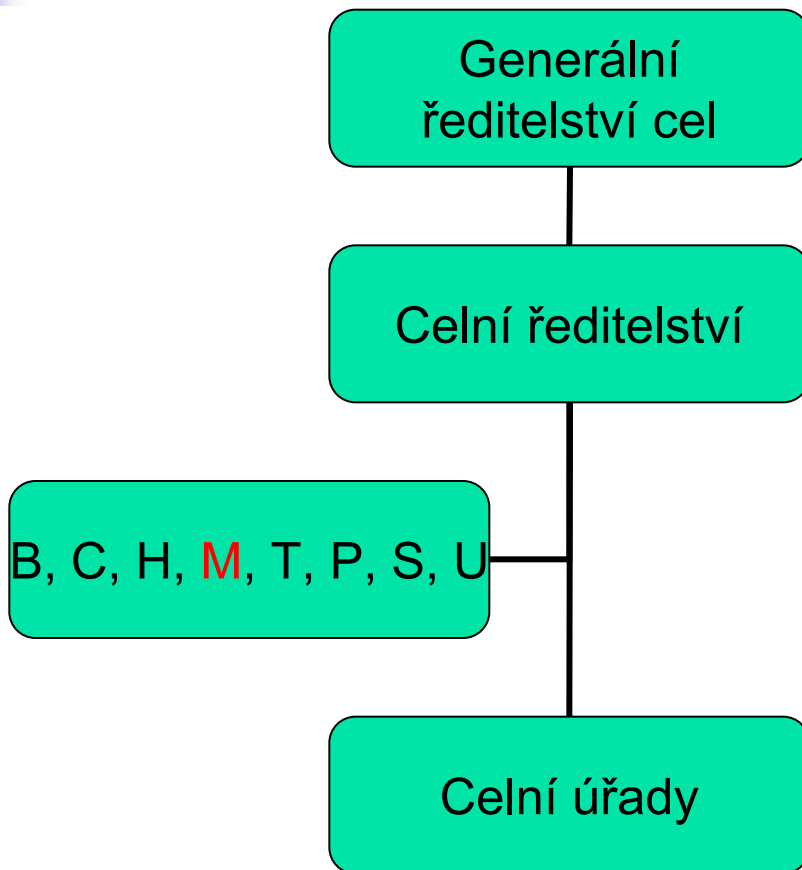 Generální
ředitelství cel
Celní ředitelství
B, C, H, M, T, P, S, U
Celní úřady